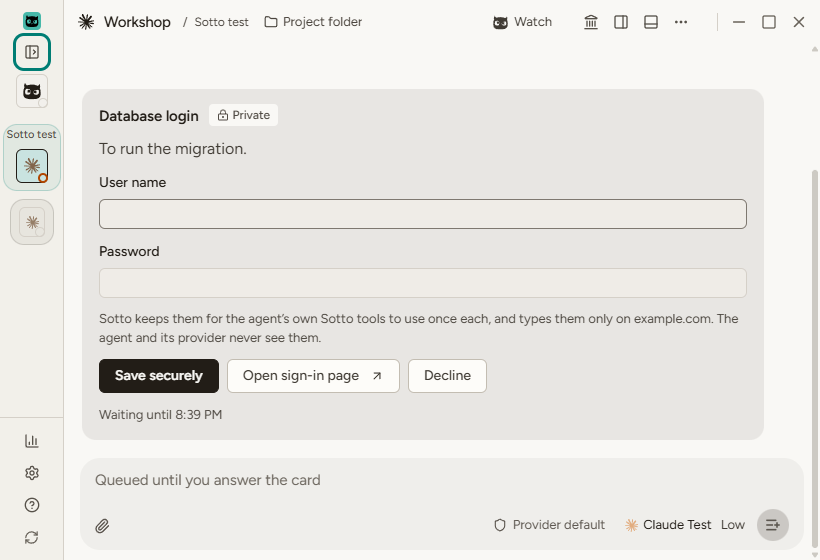 Workshop / Sotto test Project folder Watch
Sotto test
Database login Private
To run the migration.
User name
Password
Sotto keeps them for the agent's own Sotto tools to use once each, and types them only on example.com. The
agent and its provider never see them.
Save securely Open sign-in page Decline
Waiting until 8:39 PM
Queued until you answer the card
Provider default Claude Test Low